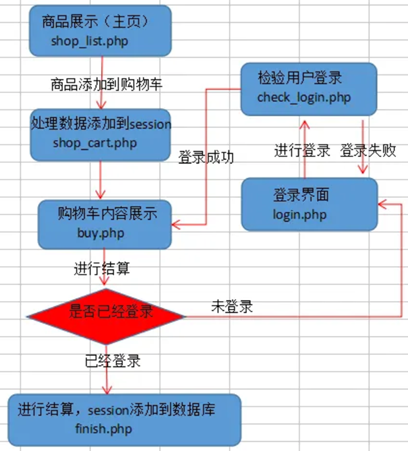 商品展示（主页）
shop_list.php
商品添加到购物车
处理数据添加到session
shop_cart.php
检验用户登录
check_login.php
登录成功
进行登录
登录失败
购物车内容展示
buy.php
登录界面
login.php
进行结算
是否已经登录
未登录
已经登录
进行结算，session添加到数据库
finish.php